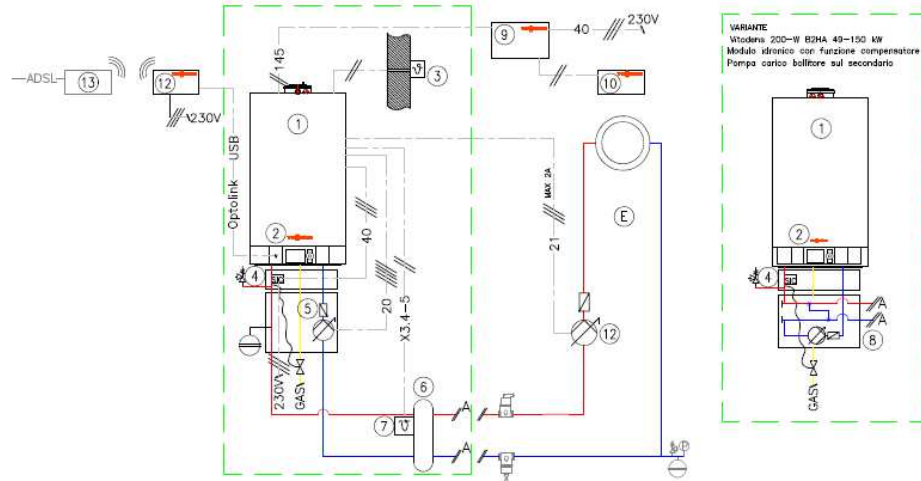 VARIANTE
Vitodens 200-W B2HA 49-150 kW
Modulo idronico con funzione compensatore
Pompa carico bollitore sul secondario
ADSL
13
12
230V
USB
Optolink
145
3
9
40
230V
10
1
2
4
5
40
20
X3.4-5
MAX 2A
21
E
12
230V
GAS
6
7
A
A
1
2
4
A
A
8
GAS